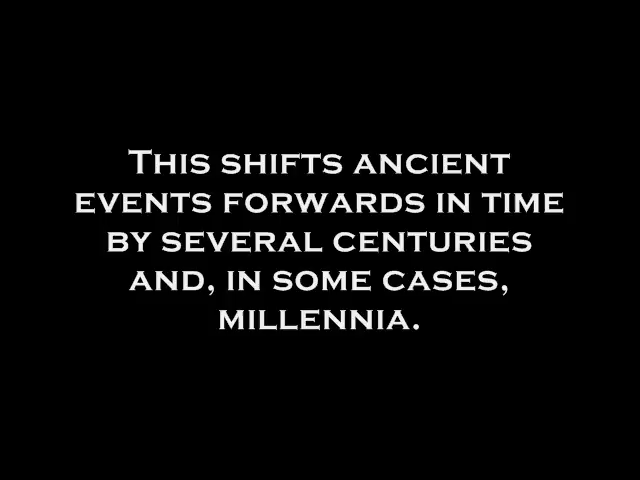 This shifts ancient
events forwards in time
by several centuries
and, in some cases,
millennia.